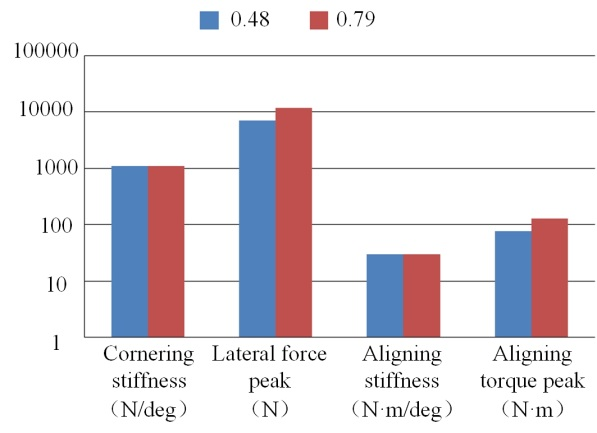 0.48 0.79
100000
10000
1000
100
10
1
Cornering stiffness （N/deg）
Lateral force peak （N）
Aligning stiffness （N·m/deg）
Aligning torque peak （N·m）